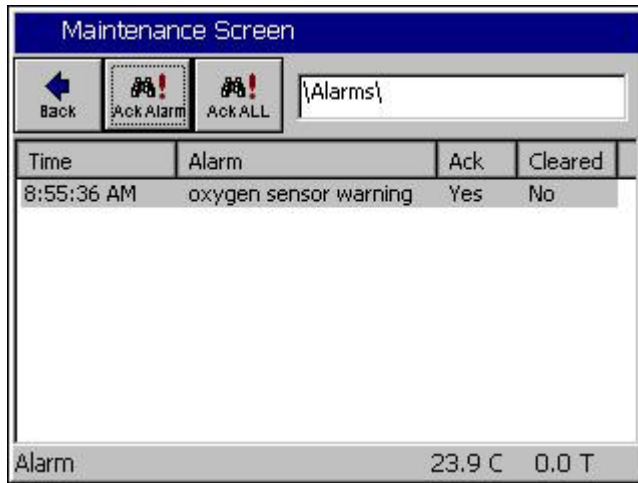 Maintenance Screen
Back
Ack Alarm
Ack ALL
\Alarms\
Time Alarm Ack Cleared
8:55:36 AM oxygen sensor warning Yes No
Alarm 23.9 C 0.0 T